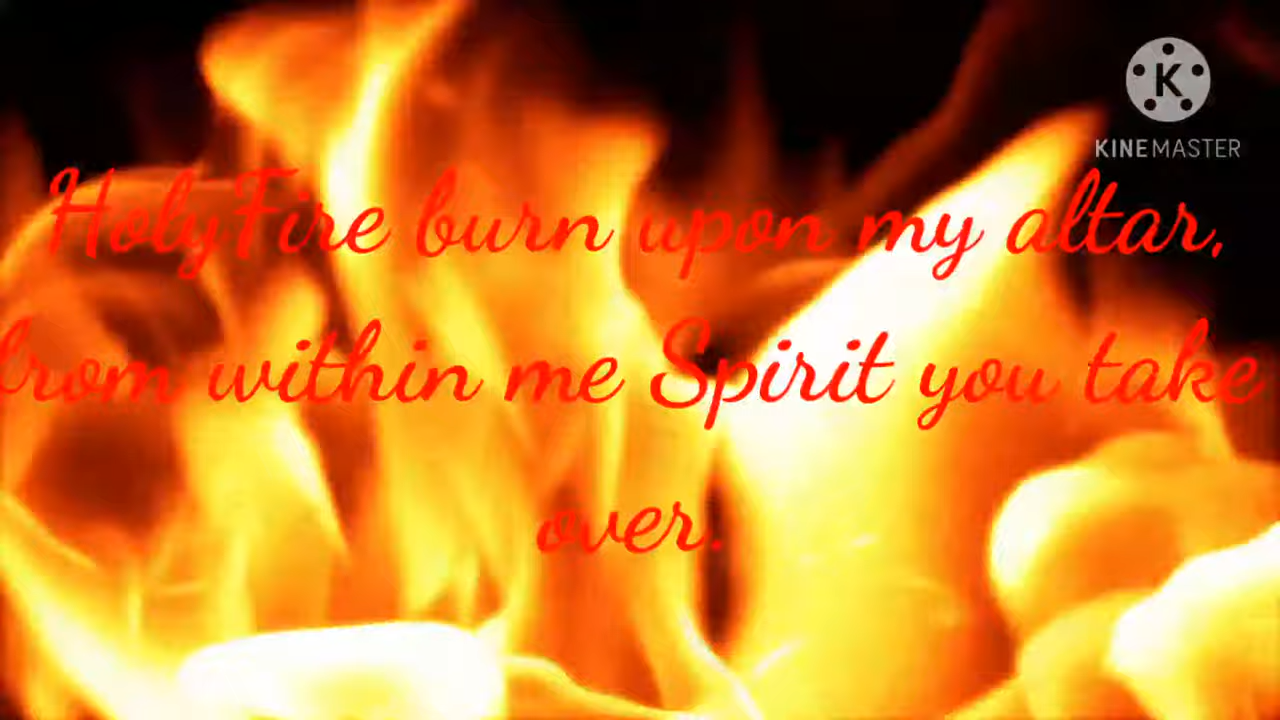 KINEMASTER
HolyFire burn upon my altar,
from within me Spirit you take
over.